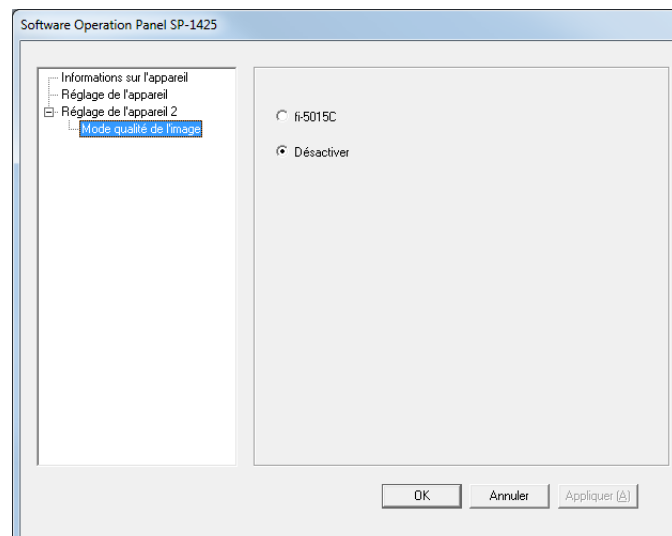 Software Operation Panel SP-1425
Informations sur l'appareil
Réglage de l'appareil
Réglage de l'appareil 2
Mode qualité de l'image
fi-5015C
Désactiver
OK
Annuler
Appliquer (A)